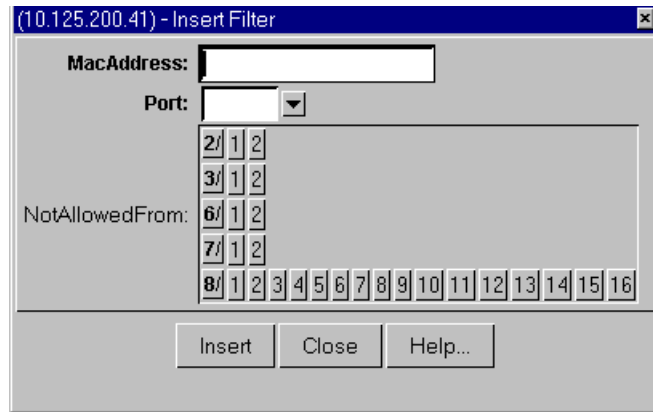 (10.125.200.41) - Insert Filter
MacAddress:
Port:
2/ 1 2
3/ 1 2
NotAllowedFrom: 6/ 1 2
7/ 1 2
8/ 1 2 3 4 5 6 7 8 9 10 11 12 13 14 15 16
Insert Close Help...